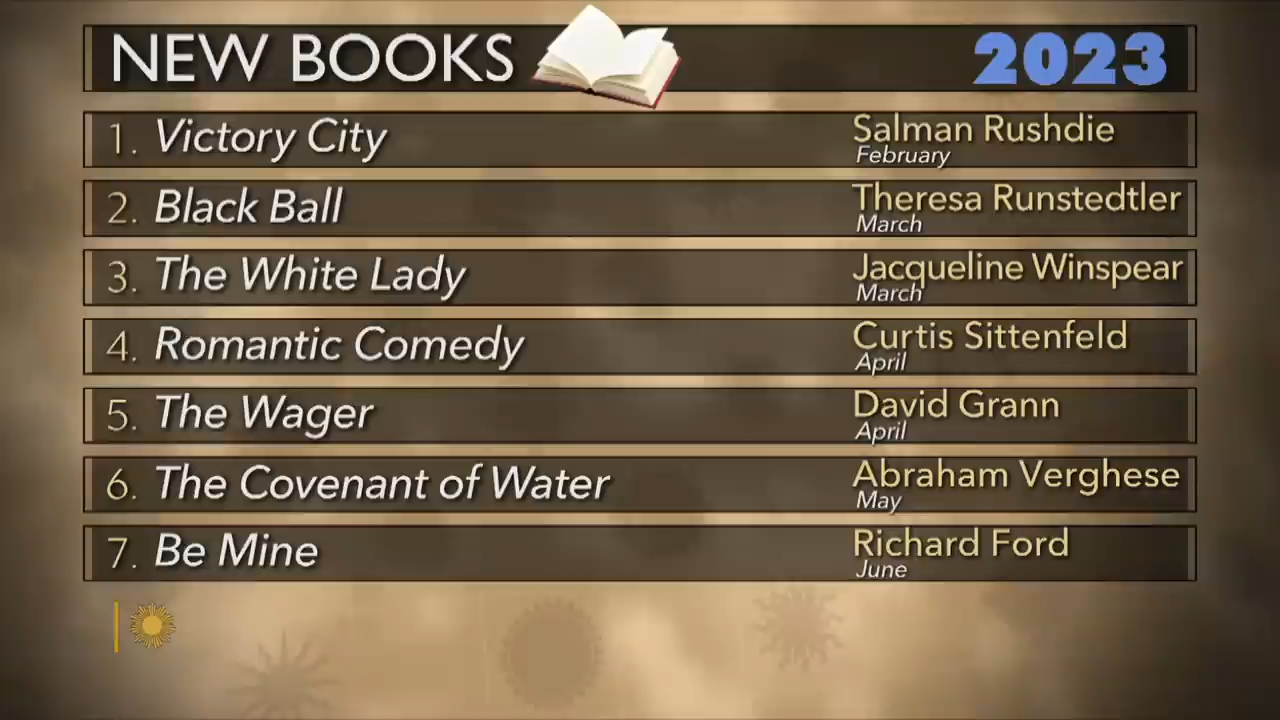 NEW BOOKS 2023
1. Victory City Salman Rushdie
February
2. Black Ball Theresa Runstedtler
March
3. The White Lady Jacqueline Winspear
March
4. Romantic Comedy Curtis Sittenfeld
April
5. The Wager David Grann
April
6. The Covenant of Water Abraham Verghese
May
7. Be Mine Richard Ford
June